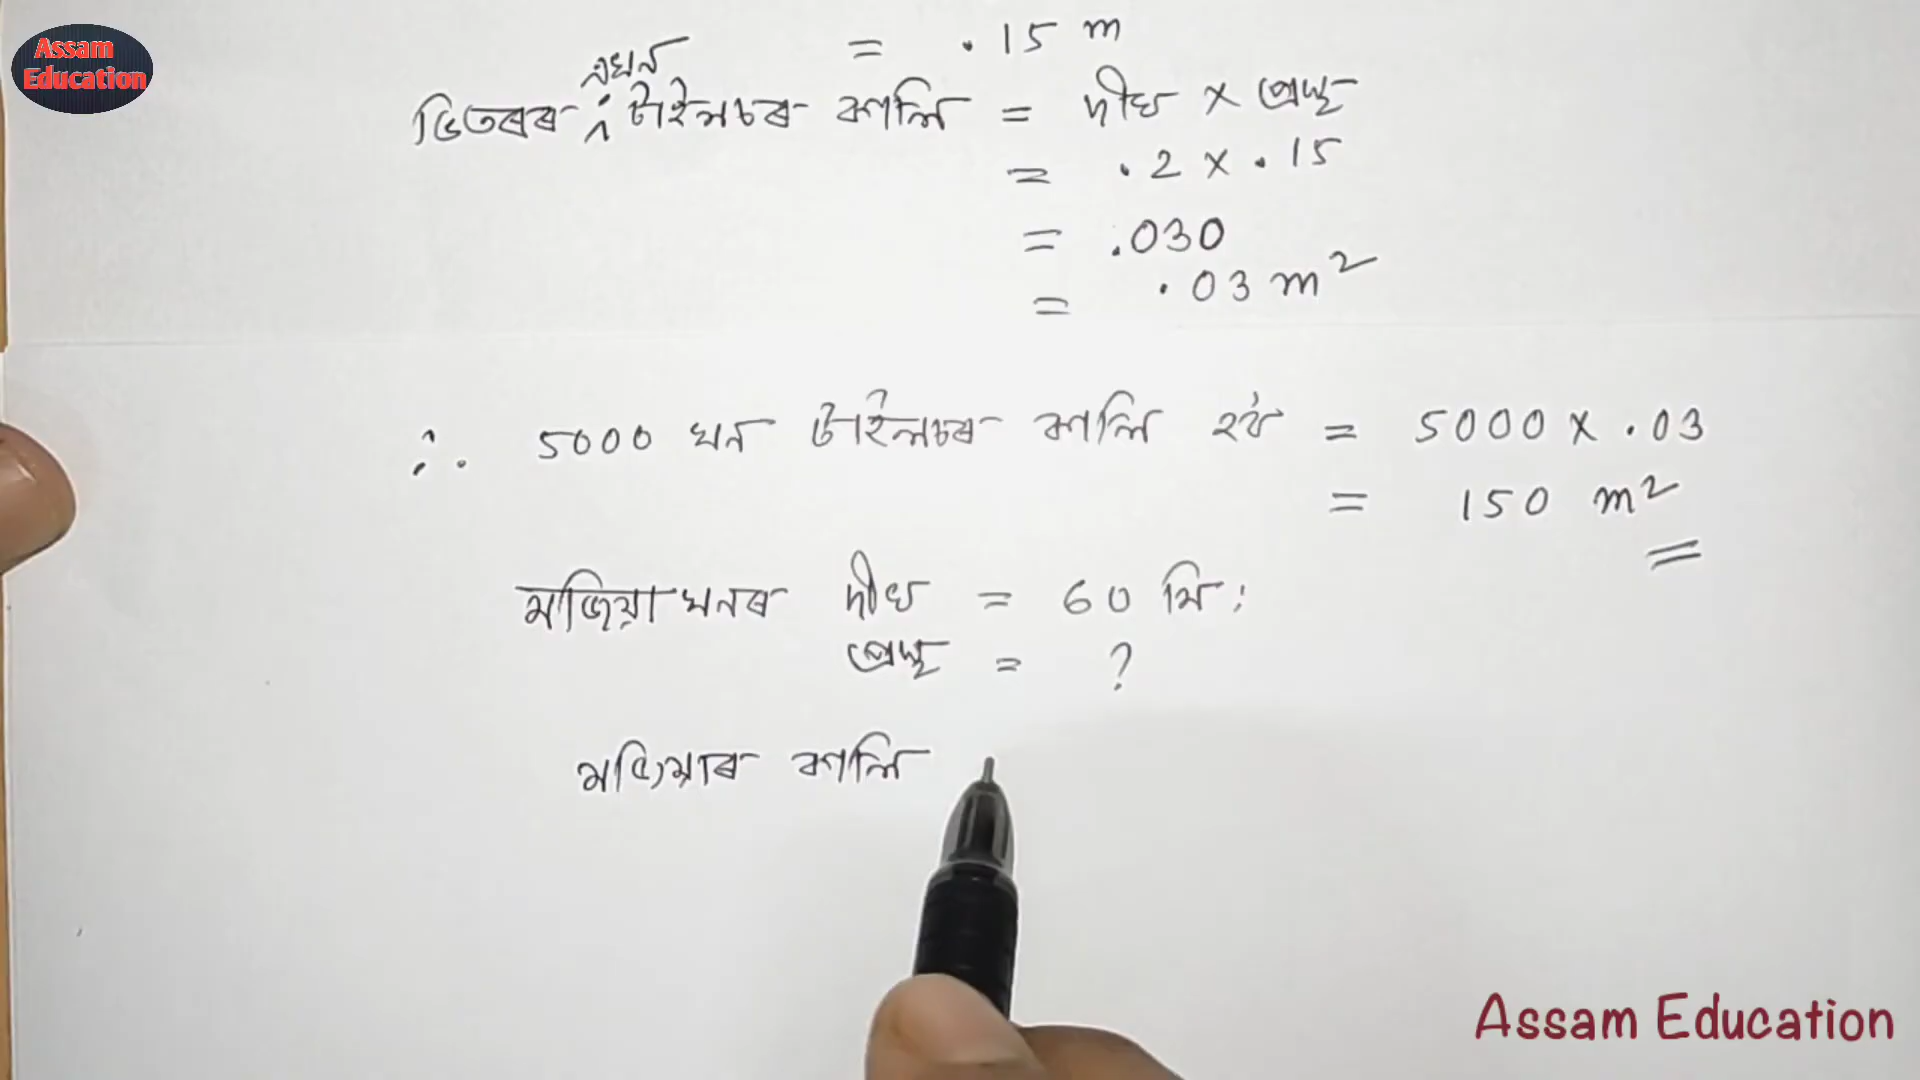 Assam
Education
= .15 m
এখন
ভিতৰৰ টাইলচৰ কালি = দীঘ × প্ৰস্থ
= .2 × .15
= .030
= .03 m²
∴ 5000 খন টাইলচৰ কালি হব = 5000 × .03
= 150 m²
মজিয়াখনৰ দীঘ = 60 মি:
প্ৰস্থ = ?
মজিয়াৰ কালি
Assam Education